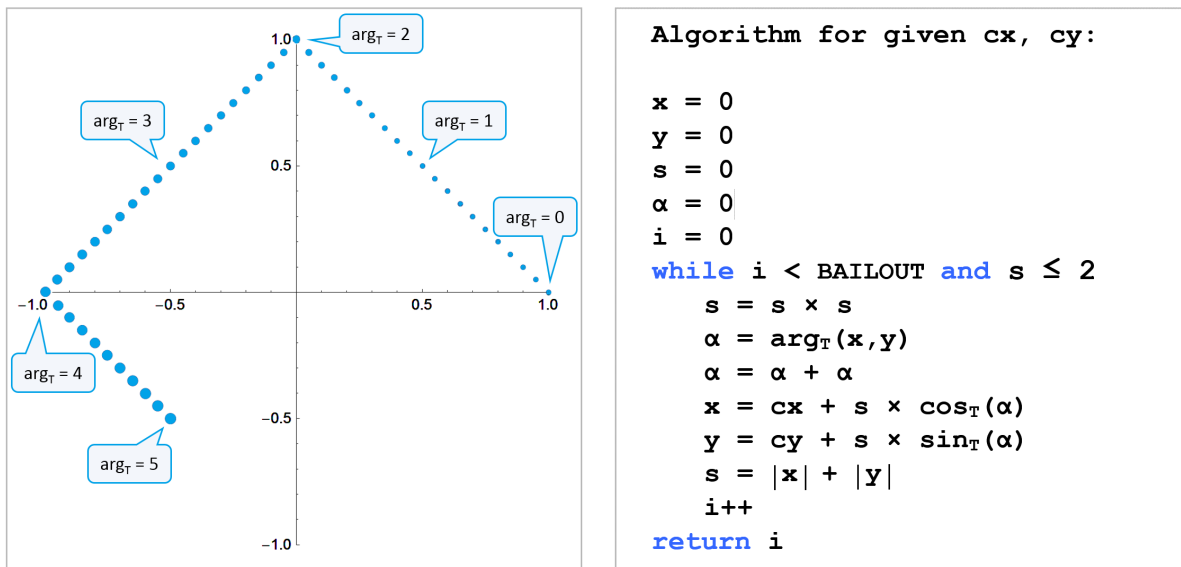 1.0
arg_T = 2
arg_T = 3
arg_T = 1
0.5
arg_T = 0
−1.0
−0.5
0.5
1.0
arg_T = 4
−0.5
arg_T = 5
−1.0
Algorithm for given cx, cy:
x = 0
y = 0
s = 0
α = 0
i = 0
while i < BAILOUT and s ≤ 2
s = s × s
α = arg_T(x,y)
α = α + α
x = cx + s × cos_T(α)
y = cy + s × sin_T(α)
s = |x| + |y|
i++
return i